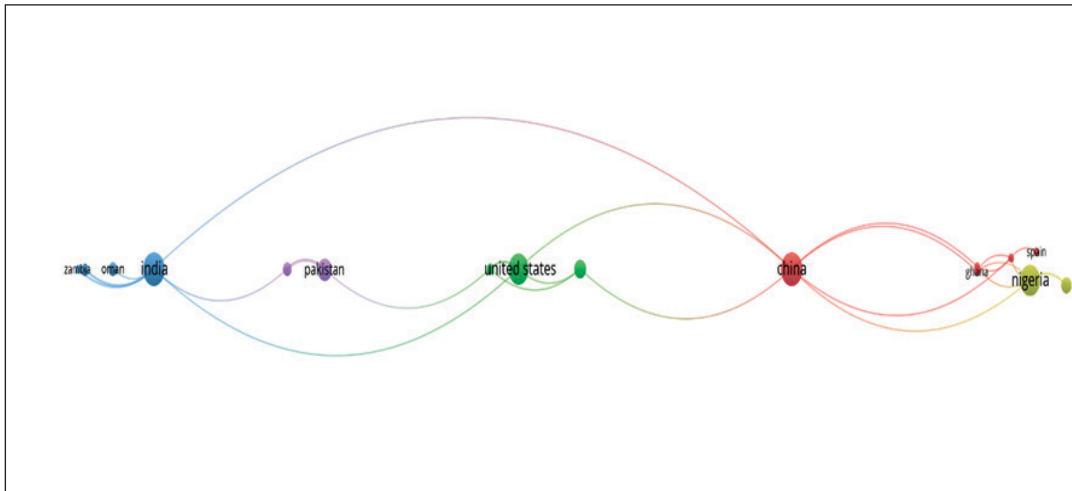 zambia
oman
india
pakistan
united states
china
ghana
spain
nigeria